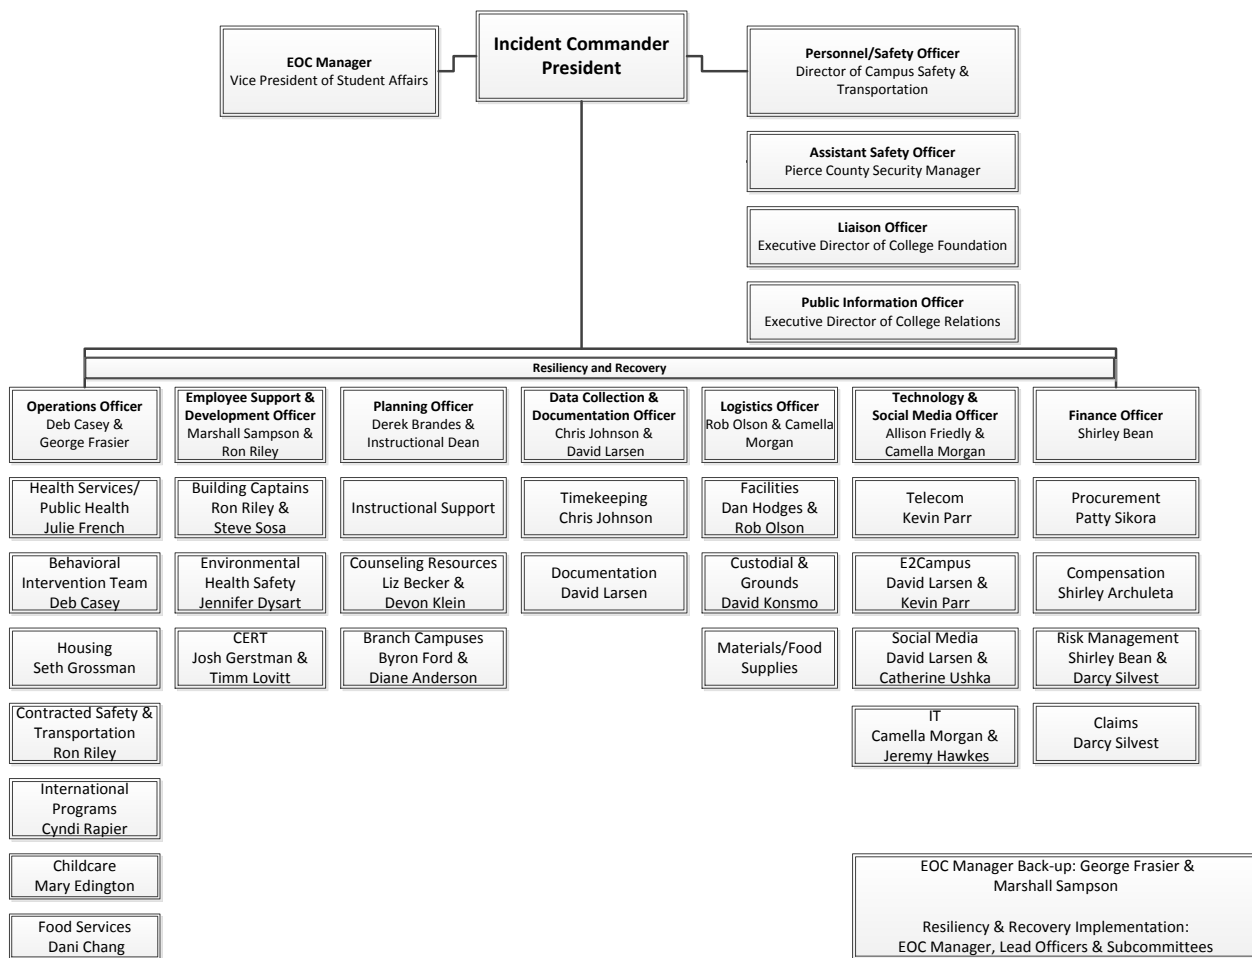 EOC Manager
Vice President of Student Affairs
Incident Commander
President
Personnel/Safety Officer
Director of Campus Safety &
Transportation
Assistant Safety Officer
Pierce County Security Manager
Liaison Officer
Executive Director of College Foundation
Public Information Officer
Executive Director of College Relations
Resiliency and Recovery
Operations Officer
Deb Casey &
George Frasier
Health Services/
Public Health
Julie French
Behavioral
Intervention Team
Deb Casey
Housing
Seth Grossman
Contracted Safety &
Transportation
Ron Riley
International
Programs
Cyndi Rapier
Childcare
Mary Edington
Food Services
Dani Chang
Employee Support &
Development Officer
Marshall Sampson &
Ron Riley
Building Captains
Ron Riley &
Steve Sosa
Environmental
Health Safety
Jennifer Dysart
CERT
Josh Gerstman &
Timm Lovitt
Planning Officer
Derek Brandes &
Instructional Dean
Instructional Support
Counseling Resources
Liz Becker &
Devon Klein
Branch Campuses
Byron Ford &
Diane Anderson
Data Collection &
Documentation Officer
Chris Johnson &
David Larsen
Timekeeping
Chris Johnson
Documentation
David Larsen
Logistics Officer
Rob Olson & Camella
Morgan
Facilities
Dan Hodges &
Rob Olson
Custodial &
Grounds
David Konsmo
Materials/Food
Supplies
Technology &
Social Media Officer
Allison Friedly &
Camella Morgan
Telecom
Kevin Parr
E2Campus
David Larsen &
Kevin Parr
Social Media
David Larsen &
Catherine Ushka
IT
Camella Morgan &
Jeremy Hawkes
Finance Officer
Shirley Bean
Procurement
Patty Sikora
Compensation
Shirley Archuleta
Risk Management
Shirley Bean &
Darcy Silvest
Claims
Darcy Silvest
EOC Manager Back-up: George Frasier &
Marshall Sampson
Resiliency & Recovery Implementation:
EOC Manager, Lead Officers & Subcommittees